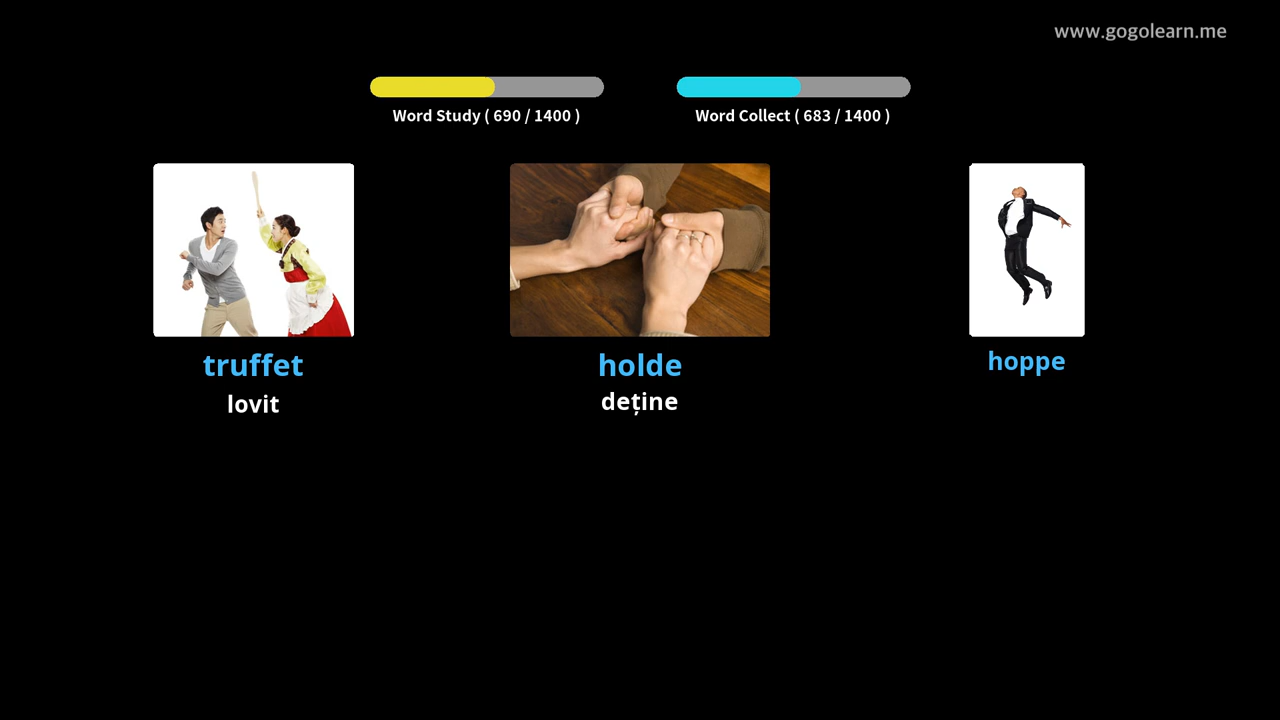 www.gogolearn.me
Word Study ( 690 / 1400 )
Word Collect ( 683 / 1400 )
truffet
lovit
holde
deține
hoppe